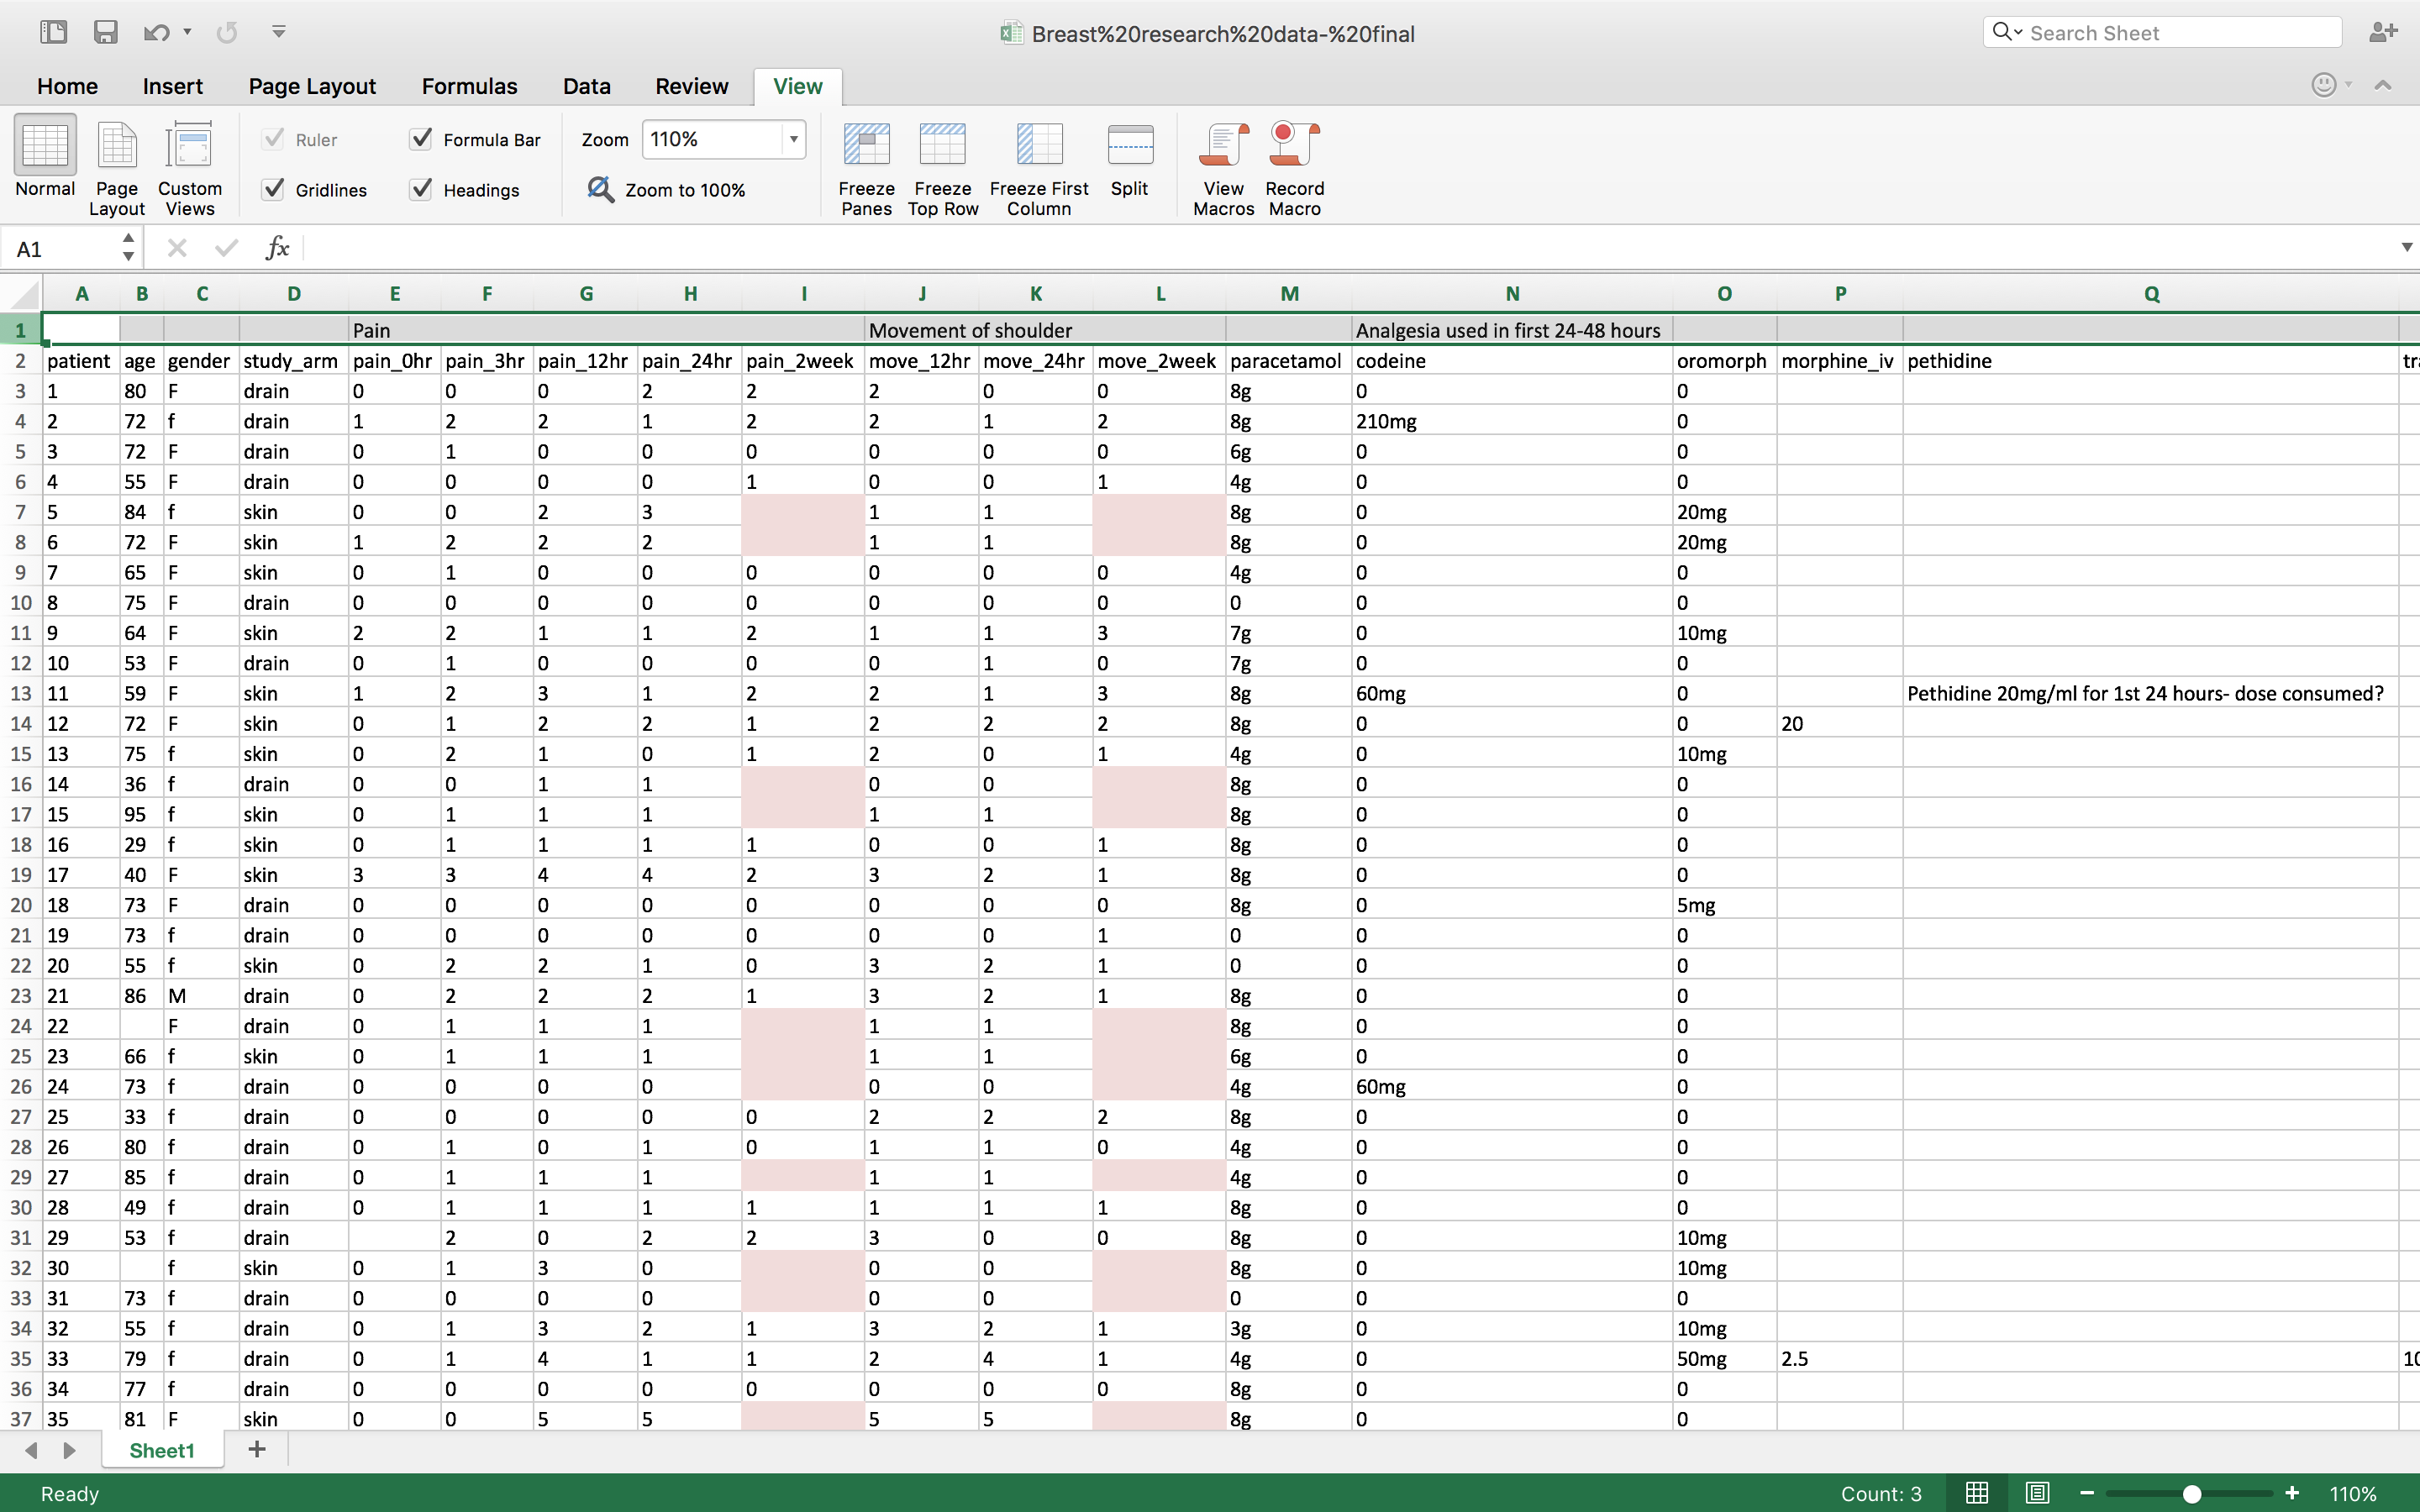 Breast%20research%20data-%20final
Search Sheet
Home Insert Page Layout Formulas Data Review View
Normal Page Layout Custom Views Ruler Formula Bar Gridlines Headings Zoom 110% Zoom to 100% Freeze Panes Freeze Top Row Freeze First Column Split View Macros Record Macro
A1 fx
A B C D E F G H I J K L M N O P Q
1 Pain Movement of shoulder Analgesia used in first 24-48 hours
2 patient age gender study_arm pain_0hr pain_3hr pain_12hr pain_24hr pain_2week move_12hr move_24hr move_2week paracetamol codeine oromorph morphine_iv pethidine tr
3 1 80 F drain 0 0 0 2 2 2 0 0 8g 0 0
4 2 72 f drain 1 2 2 1 2 2 1 2 8g 210mg 0
5 3 72 F drain 0 1 0 0 0 0 0 0 6g 0 0
6 4 55 F drain 0 0 0 0 1 0 0 1 4g 0 0
7 5 84 f skin 0 0 2 3 1 1 8g 0 20mg
8 6 72 F skin 1 2 2 2 1 1 8g 0 20mg
9 7 65 F skin 0 1 0 0 0 0 0 0 4g 0 0
10 8 75 F drain 0 0 0 0 0 0 0 0 0 0 0
11 9 64 F skin 2 2 1 1 2 1 1 3 7g 0 10mg
12 10 53 F drain 0 1 0 0 0 0 1 0 7g 0 0
13 11 59 F skin 1 2 3 1 2 2 1 3 8g 60mg 0 Pethidine 20mg/ml for 1st 24 hours- dose consumed?
14 12 72 F skin 0 1 2 2 1 2 2 2 8g 0 0 20
15 13 75 f skin 0 2 1 0 1 2 0 1 4g 0 10mg
16 14 36 f drain 0 0 1 1 0 0 8g 0 0
17 15 95 f skin 0 1 1 1 1 1 8g 0 0
18 16 29 f skin 0 1 1 1 1 0 0 1 8g 0 0
19 17 40 F skin 3 3 4 4 2 3 2 1 8g 0 0
20 18 73 F drain 0 0 0 0 0 0 0 0 8g 0 5mg
21 19 73 f drain 0 0 0 0 0 0 0 1 0 0 0
22 20 55 f skin 0 2 2 1 0 3 2 1 0 0 0
23 21 86 M drain 0 2 2 2 1 3 2 1 8g 0 0
24 22 F drain 0 1 1 1 1 1 8g 0 0
25 23 66 f skin 0 1 1 1 1 1 6g 0 0
26 24 73 f drain 0 0 0 0 0 0 4g 60mg 0
27 25 33 f drain 0 0 0 0 0 2 2 2 8g 0 0
28 26 80 f drain 0 1 0 1 0 1 1 0 4g 0 0
29 27 85 f drain 0 1 1 1 1 1 4g 0 0
30 28 49 f drain 0 1 1 1 1 1 1 1 8g 0 0
31 29 53 f drain 2 0 2 2 3 0 0 8g 0 10mg
32 30 f skin 0 1 3 0 0 0 8g 0 10mg
33 31 73 f drain 0 0 0 0 0 0 0 0 0
34 32 55 f drain 0 1 3 2 1 3 2 1 3g 0 10mg
35 33 79 f drain 0 1 4 1 1 2 4 1 4g 0 50mg 2.5 10
36 34 77 f drain 0 0 0 0 0 0 0 0 8g 0 0
37 35 81 F skin 0 0 5 5 5 5 8g 0 0
Sheet1 +
Ready Count: 3 110%